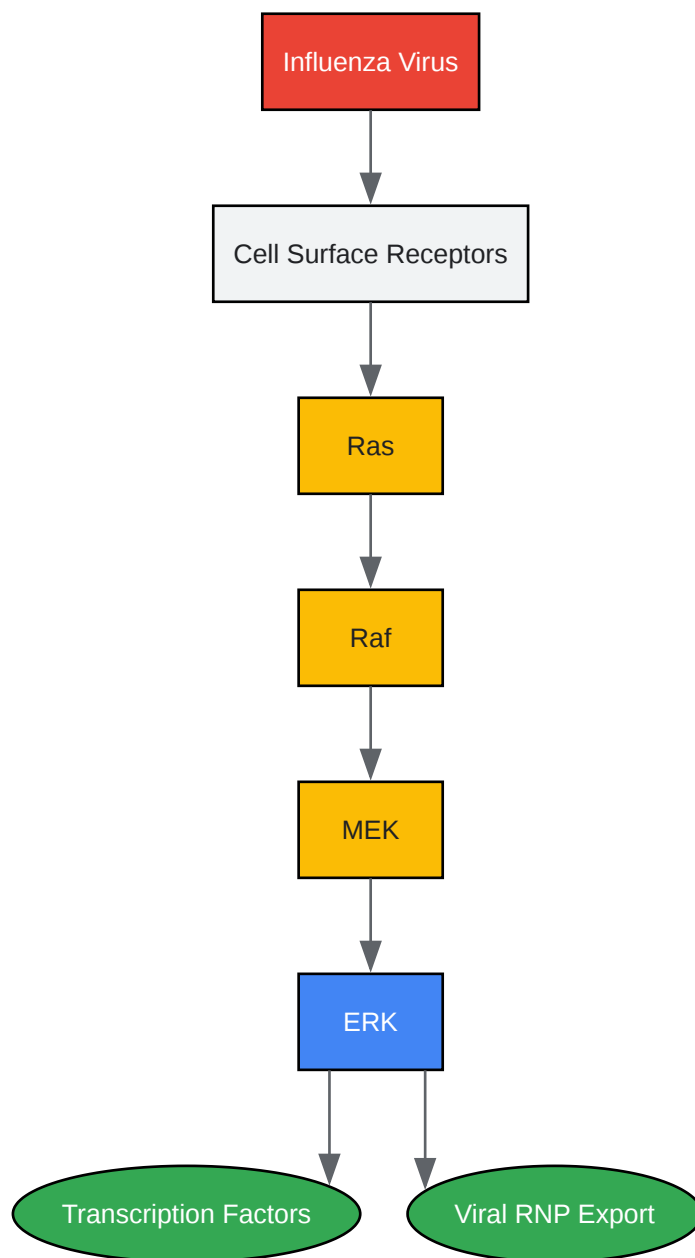 Influenza Virus
Cell Surface Receptors
Ras
Raf
MEK
ERK
Transcription Factors
Viral RNP Export